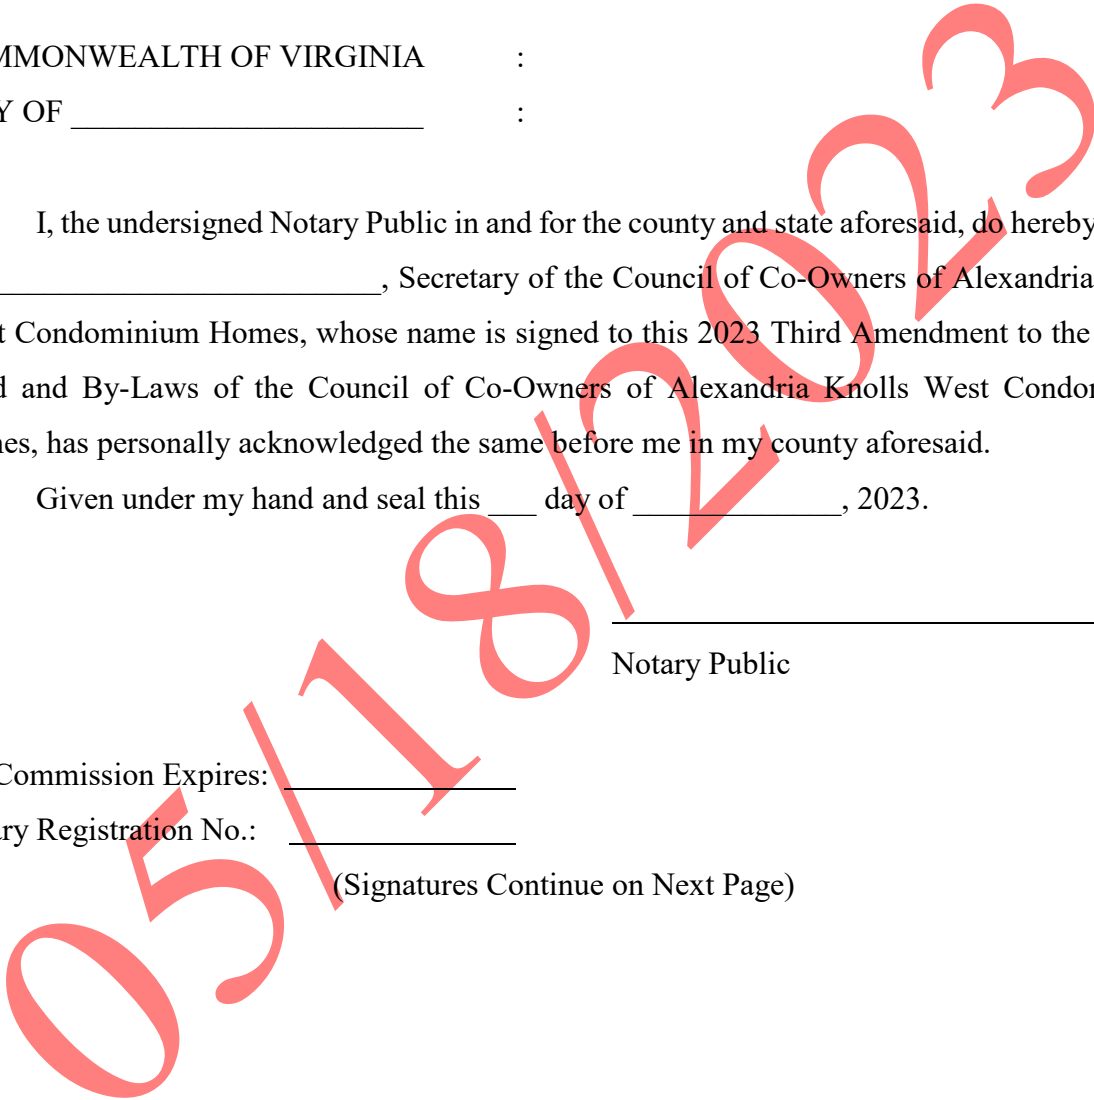 MMONWEALTH OF VIRGINIA :
Y OF ______________________ :
I, the undersigned Notary Public in and for the county and state aforesaid, do hereby
________________________, Secretary of the Council of Co-Owners of Alexandria
t Condominium Homes, whose name is signed to this 2023 Third Amendment to the
d and By-Laws of the Council of Co-Owners of Alexandria Knolls West Condo
es, has personally acknowledged the same before me in my county aforesaid.
Given under my hand and seal this ___ day of _____________, 2023.
Notary Public
Commission Expires: ______________
ry Registration No.: ______________
(Signatures Continue on Next Page)
05/18/2023